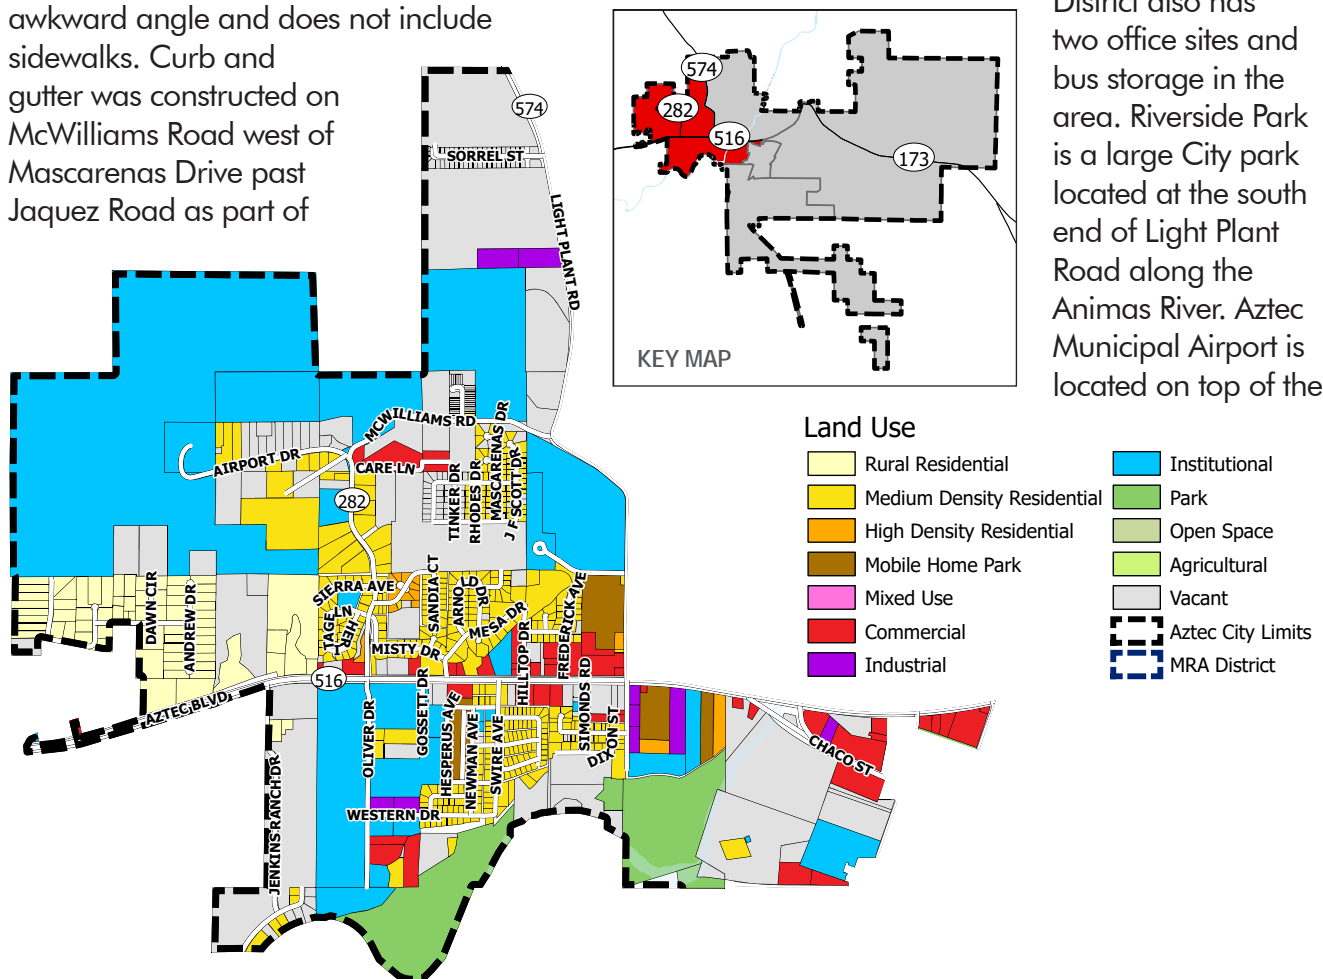 awkward angle and does not include
sidewalks. Curb and
gutter was constructed on
McWilliams Road west of
Mascarenas Drive past
Jaquez Road as part of
574
282
516
173
KEY MAP
District also has
two office sites and
bus storage in the
area. Riverside Park
is a large City park
located at the south
end of Light Plant
Road along the
Animas River. Aztec
Municipal Airport is
located on top of the
574
SORREL ST
LIGHT PLANT RD
MCWILLIAMS RD
AIRPORT DR
CARE LN
282
TINKER DR
RHODES DR
MASCARENAS DR
J F SCOTT DR
DAWN CIR
ANDREW DR
SIERRA AVE
SANDIA CT
ARNOLD DR
MESA DR
FREDERICK AVE
MISTY DR
HILLTOP DR
516
AZTEC BLVD
OLIVER DR
GOSSETT DR
HESPERUS AVE
NEWMAN AVE
SWIRE AVE
SIMONDS RD
DIXON ST
CHACO ST
JENKINS RANCH DR
WESTERN DR
Land Use
Rural Residential
Medium Density Residential
High Density Residential
Mobile Home Park
Mixed Use
Commercial
Industrial
Institutional
Park
Open Space
Agricultural
Vacant
Aztec City Limits
MRA District